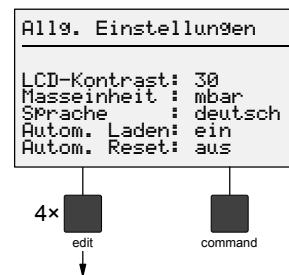 Allg. Einstellungen
LCD-Kontrast: 30
Masseinheit : mbar
Sprache : deutsch
Autom. Laden: ein
Autom. Reset: aus
4×
edit command